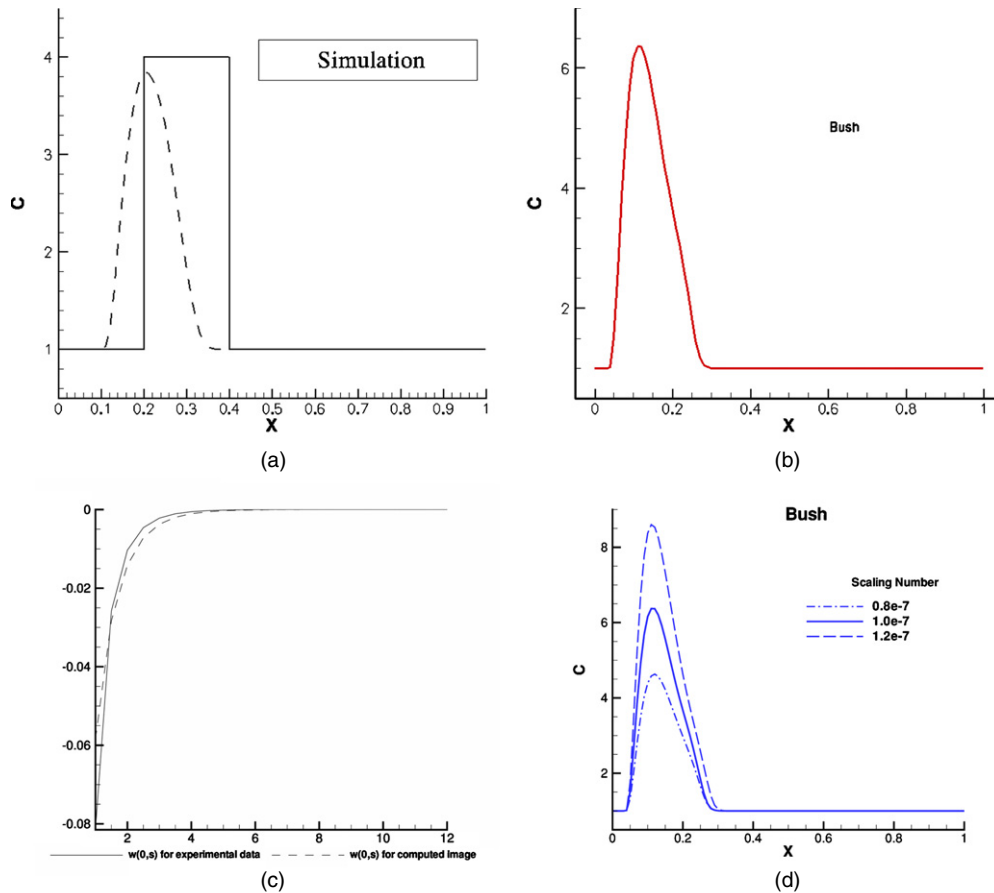 4
3
2
1
C
Simulation
0 0.1 0.2 0.3 0.4 0.5 0.6 0.7 0.8 0.9 1
X
(a)
6
4
2
C
Bush
0 0.2 0.4 0.6 0.8 1
X
(b)
0
-0.02
-0.04
-0.06
-0.08
2 4 6 8 10 12
w(0,s) for experimental data w(0,s) for computed image
(c)
Bush
8
6
4
2
C
Scaling Number
0.8e-7
1.0e-7
1.2e-7
0 0.2 0.4 0.6 0.8 1
X
(d)